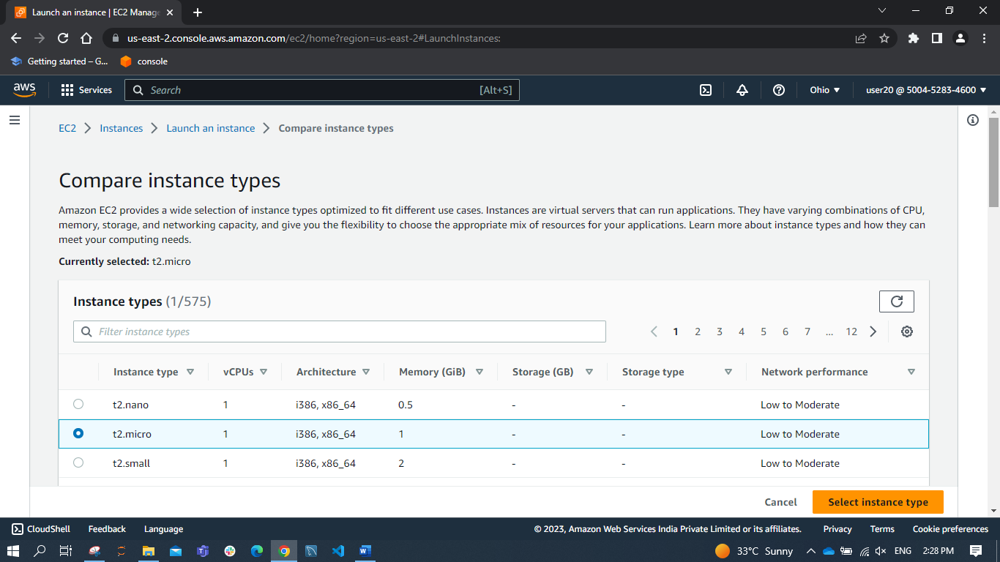 Launch an instance | EC2 Manage
us-east-2.console.aws.amazon.com/ec2/home?region=us-east-2#LaunchInstances:
Getting started – G... console
aws Services Search [Alt+S] Ohio user20 @ 5004-5283-4600
EC2 Instances Launch an instance Compare instance types
Compare instance types
Amazon EC2 provides a wide selection of instance types optimized to fit different use cases. Instances are virtual servers that can run applications. They have varying combinations of CPU,
memory, storage, and networking capacity, and give you the flexibility to choose the appropriate mix of resources for your applications. Learn more about instance types and how they can
meet your computing needs.
Currently selected: t2.micro
Instance types (1/575)
Filter instance types 1 2 3 4 5 6 7 ... 12
Instance type vCPUs Architecture Memory (GiB) Storage (GB) Storage type Network performance
t2.nano 1 i386, x86_64 0.5 - - Low to Moderate
t2.micro 1 i386, x86_64 1 - - Low to Moderate
t2.small 1 i386, x86_64 2 - - Low to Moderate
Cancel Select instance type
CloudShell Feedback Language © 2023, Amazon Web Services India Private Limited or its affiliates. Privacy Terms Cookie preferences
33°C Sunny ENG 2:28 PM